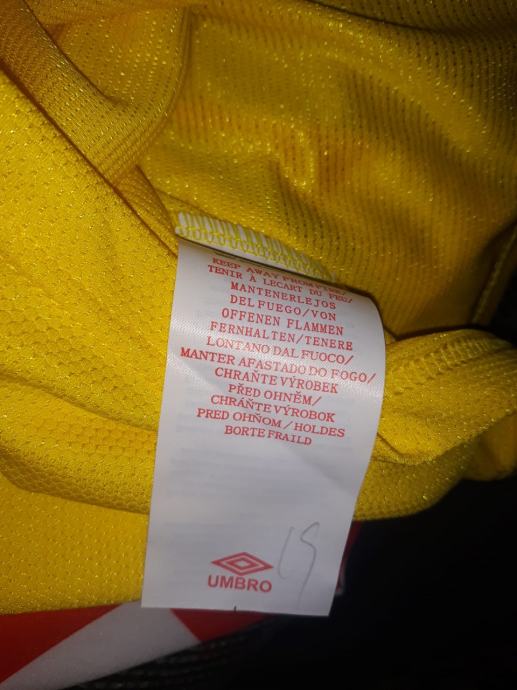 KEEP AWAY FROM FIRE/
TENIR À LECART DU FEU/
MANTENERLEJOS
DEL FUEGO/VON
OFFENEN FLAMMEN
FERNHALTEN/TENERE
LONTANO DAL FUOCO/
MANTER AFASTADO DO FOGO/
CHRAŇTE VÝROBEK
PŘED OHNĚM/
CHRÁŇTE VÝROBOK
PRED OHŇOM/HOLDES
BORTE FRAILD
UMBRO